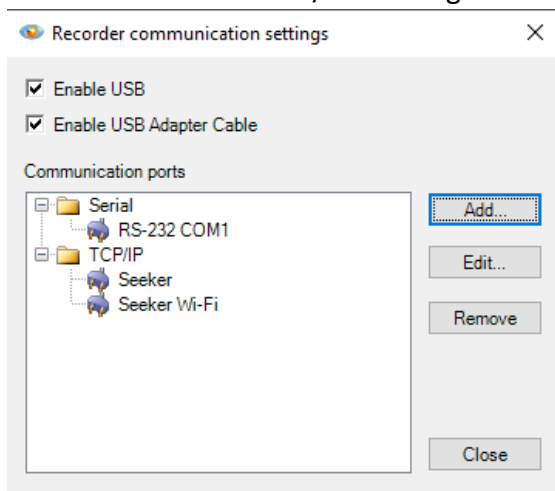 Recorder communication settings
Enable USB
Enable USB Adapter Cable
Communication ports
Serial
RS-232 COM1
TCP/IP
Seeker
Seeker Wi-Fi
Add...
Edit...
Remove
Close